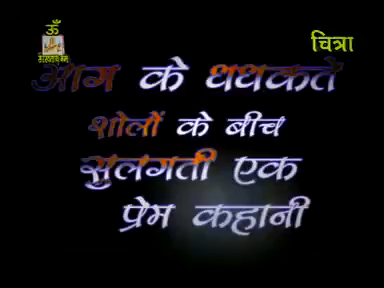 ॐ
चित्रा
आग के धधकते
शोलों के बीच
सुलगती एक
प्रेम कहानी